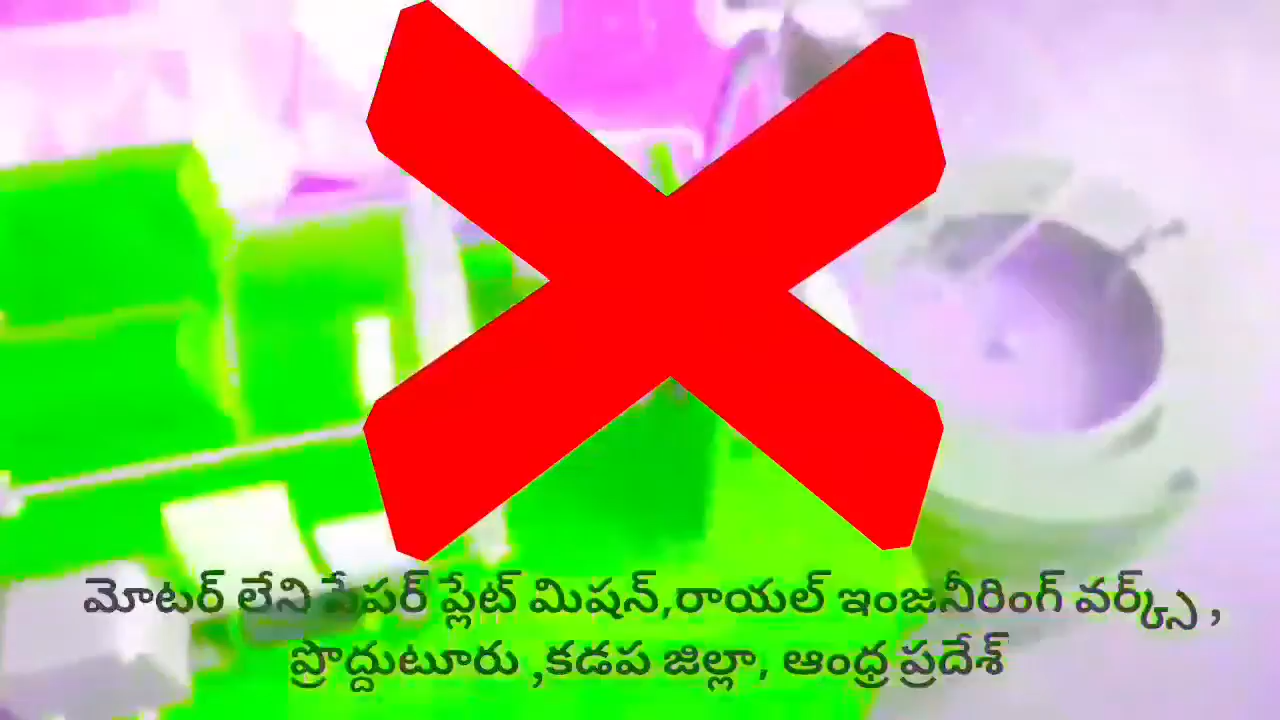 మోటర్ లేని పేపర్ ప్లేట్ మిషన్,రాయల్ ఇంజనీరింగ్ వర్క్స్ ,
ప్రొద్దుటూరు ,కడప జిల్లా, ఆంధ్ర ప్రదేశ్